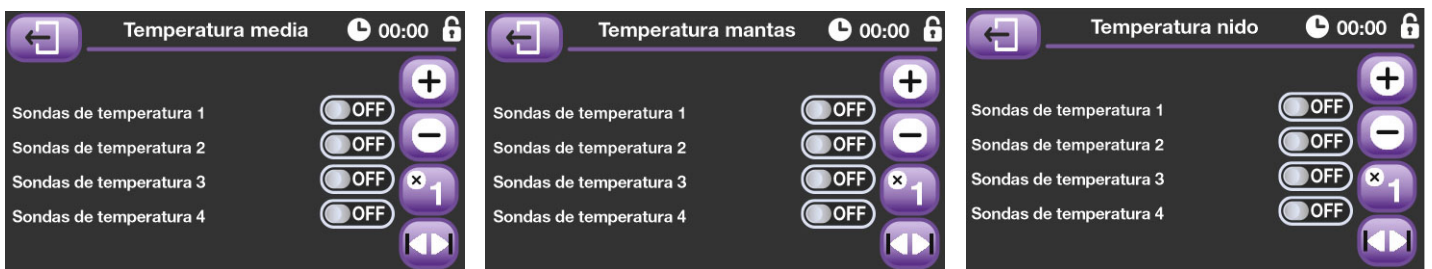 Temperatura media 00:00
+
Sondas de temperatura 1 OFF
−
Sondas de temperatura 2 OFF
Sondas de temperatura 3 OFF
×1
Sondas de temperatura 4 OFF
Temperatura mantas 00:00
+
Sondas de temperatura 1 OFF
−
Sondas de temperatura 2 OFF
Sondas de temperatura 3 OFF
×1
Sondas de temperatura 4 OFF
Temperatura nido 00:00
+
Sondas de temperatura 1 OFF
−
Sondas de temperatura 2 OFF
Sondas de temperatura 3 OFF
×1
Sondas de temperatura 4 OFF